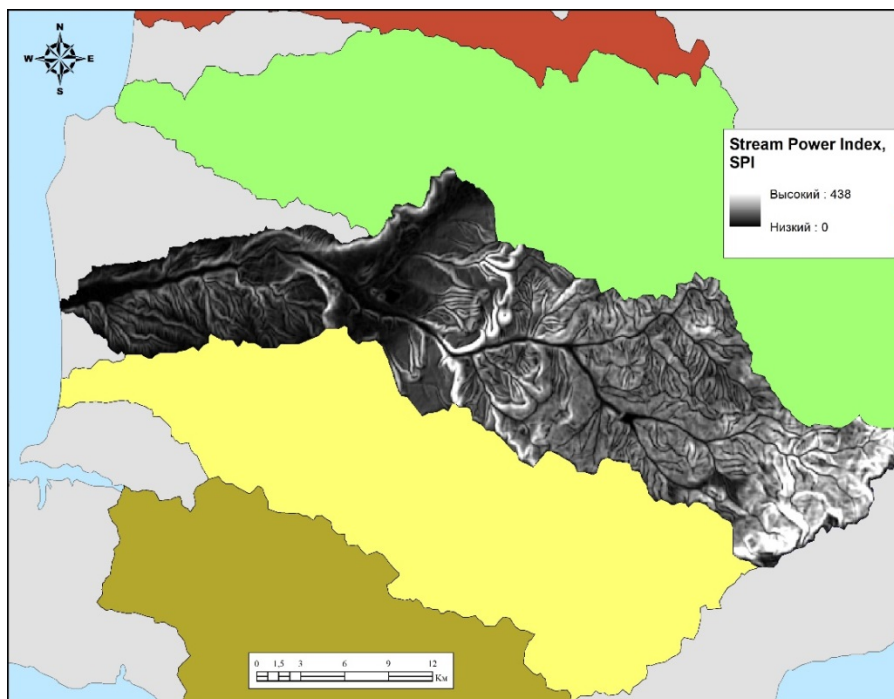 N
W E
S
Stream Power Index,
SPI
Высокий : 438
Низкий : 0
0 1,5 3 6 9 12
Км